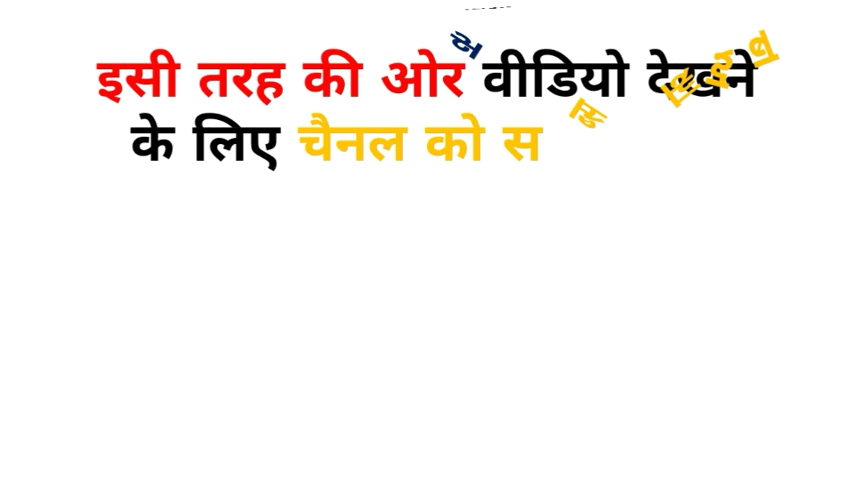 इसी तरह की ओर वीडियो देखने
के लिए चैनल को स